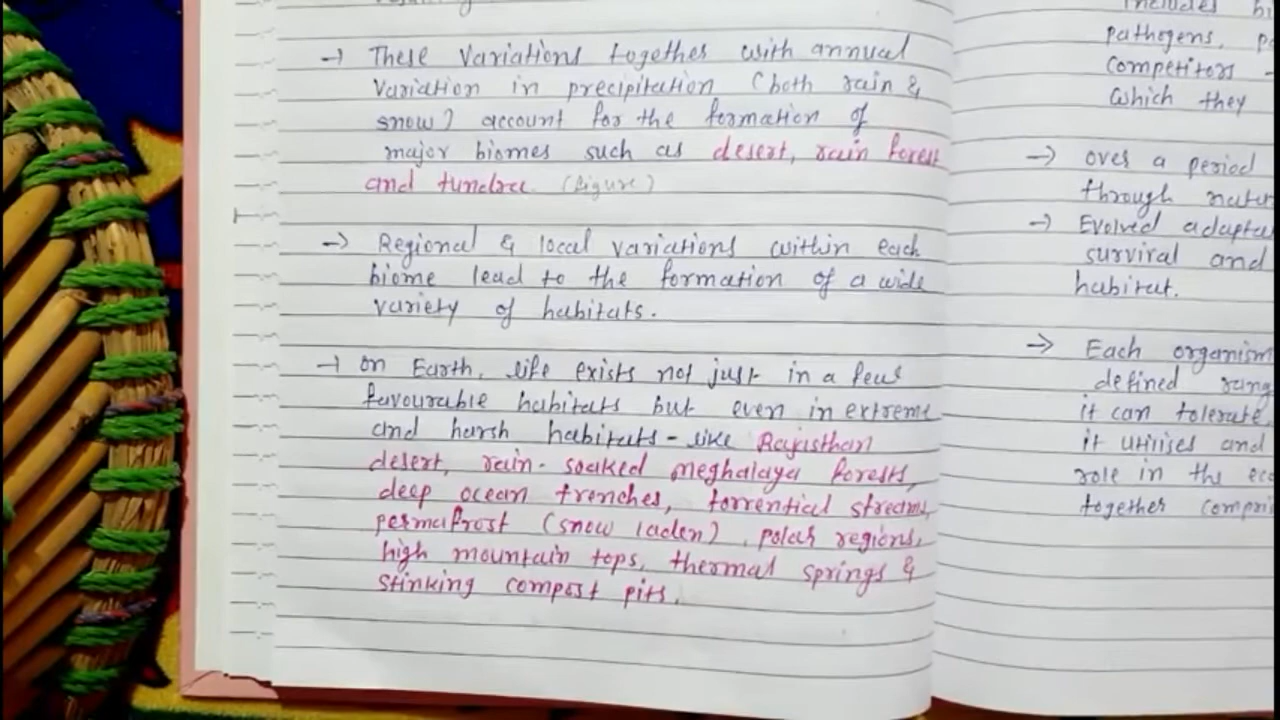 → These variations together with annual
variation in precipitation (both rain &
snow) account for the formation of
major biomes such as desert, rain forest
and tundra (figure)
→ Regional & local variations within each
biome lead to the formation of a wide
variety of habitats.
→ On Earth, life exists not just in a few
favourable habitats but even in extreme
and harsh habitats - like Rajasthan
desert, rain-soaked meghalaya forests,
deep ocean trenches, torrential streams,
permafrost (snow laden), polar regions,
high mountain tops, thermal springs &
stinking compost pits.
includes
pathogens,
competitors -
which they
→ over a period
through
→ Evolved
survival and
habitat.
→ Each organism
defined
it can tolerate,
it utilises and
role in the
together